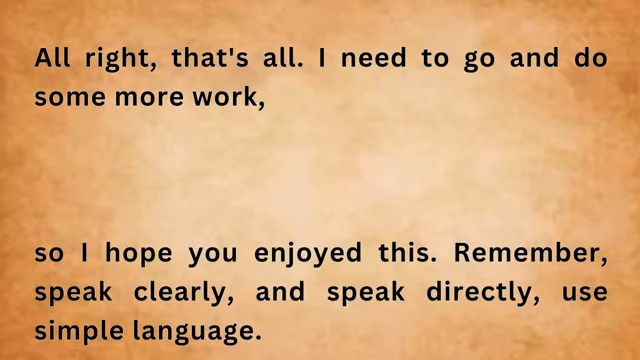 All right, that's all. I need to go and do
some more work,
so I hope you enjoyed this. Remember,
speak clearly, and speak directly, use
simple language.